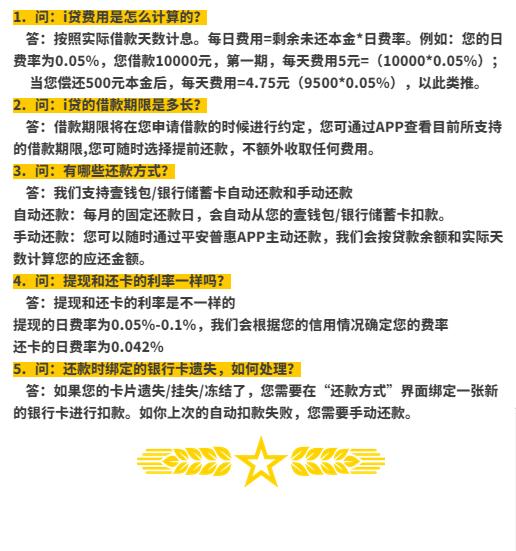 1. 问：i贷费用是怎么计算的？
答：按照实际借款天数计息。每日费用=剩余未还本金*日费率。例如：您的日
费率为0.05%，您借款10000元，第一期，每天费用5元=（10000*0.05%）；
当您偿还500元本金后，每天费用=4.75元（9500*0.05%），以此类推。
2. 问：i贷的借款期限是多长？
答：借款期限将在您申请借款的时候进行约定，您可通过APP查看目前所支持
的借款期限,您可随时选择提前还款，不额外收取任何费用。
3. 问：有哪些还款方式？
答：我们支持壹钱包/银行储蓄卡自动还款和手动还款
自动还款：每月的固定还款日，会自动从您的壹钱包/银行储蓄卡扣款。
手动还款：您可以随时通过平安普惠APP主动还款，我们会按贷款余额和实际天
数计算您的应还金额。
4. 问：提现和还卡的利率一样吗？
答：提现和还卡的利率是不一样的
提现的日费率为0.05%-0.1%，我们会根据您的信用情况确定您的费率
还卡的日费率为0.042%
5. 问：还款时绑定的银行卡遗失，如何处理？
答：如果您的卡片遗失/挂失/冻结了，您需要在“还款方式”界面绑定一张新
的银行卡进行扣款。如你上次的自动扣款失败，您需要手动还款。